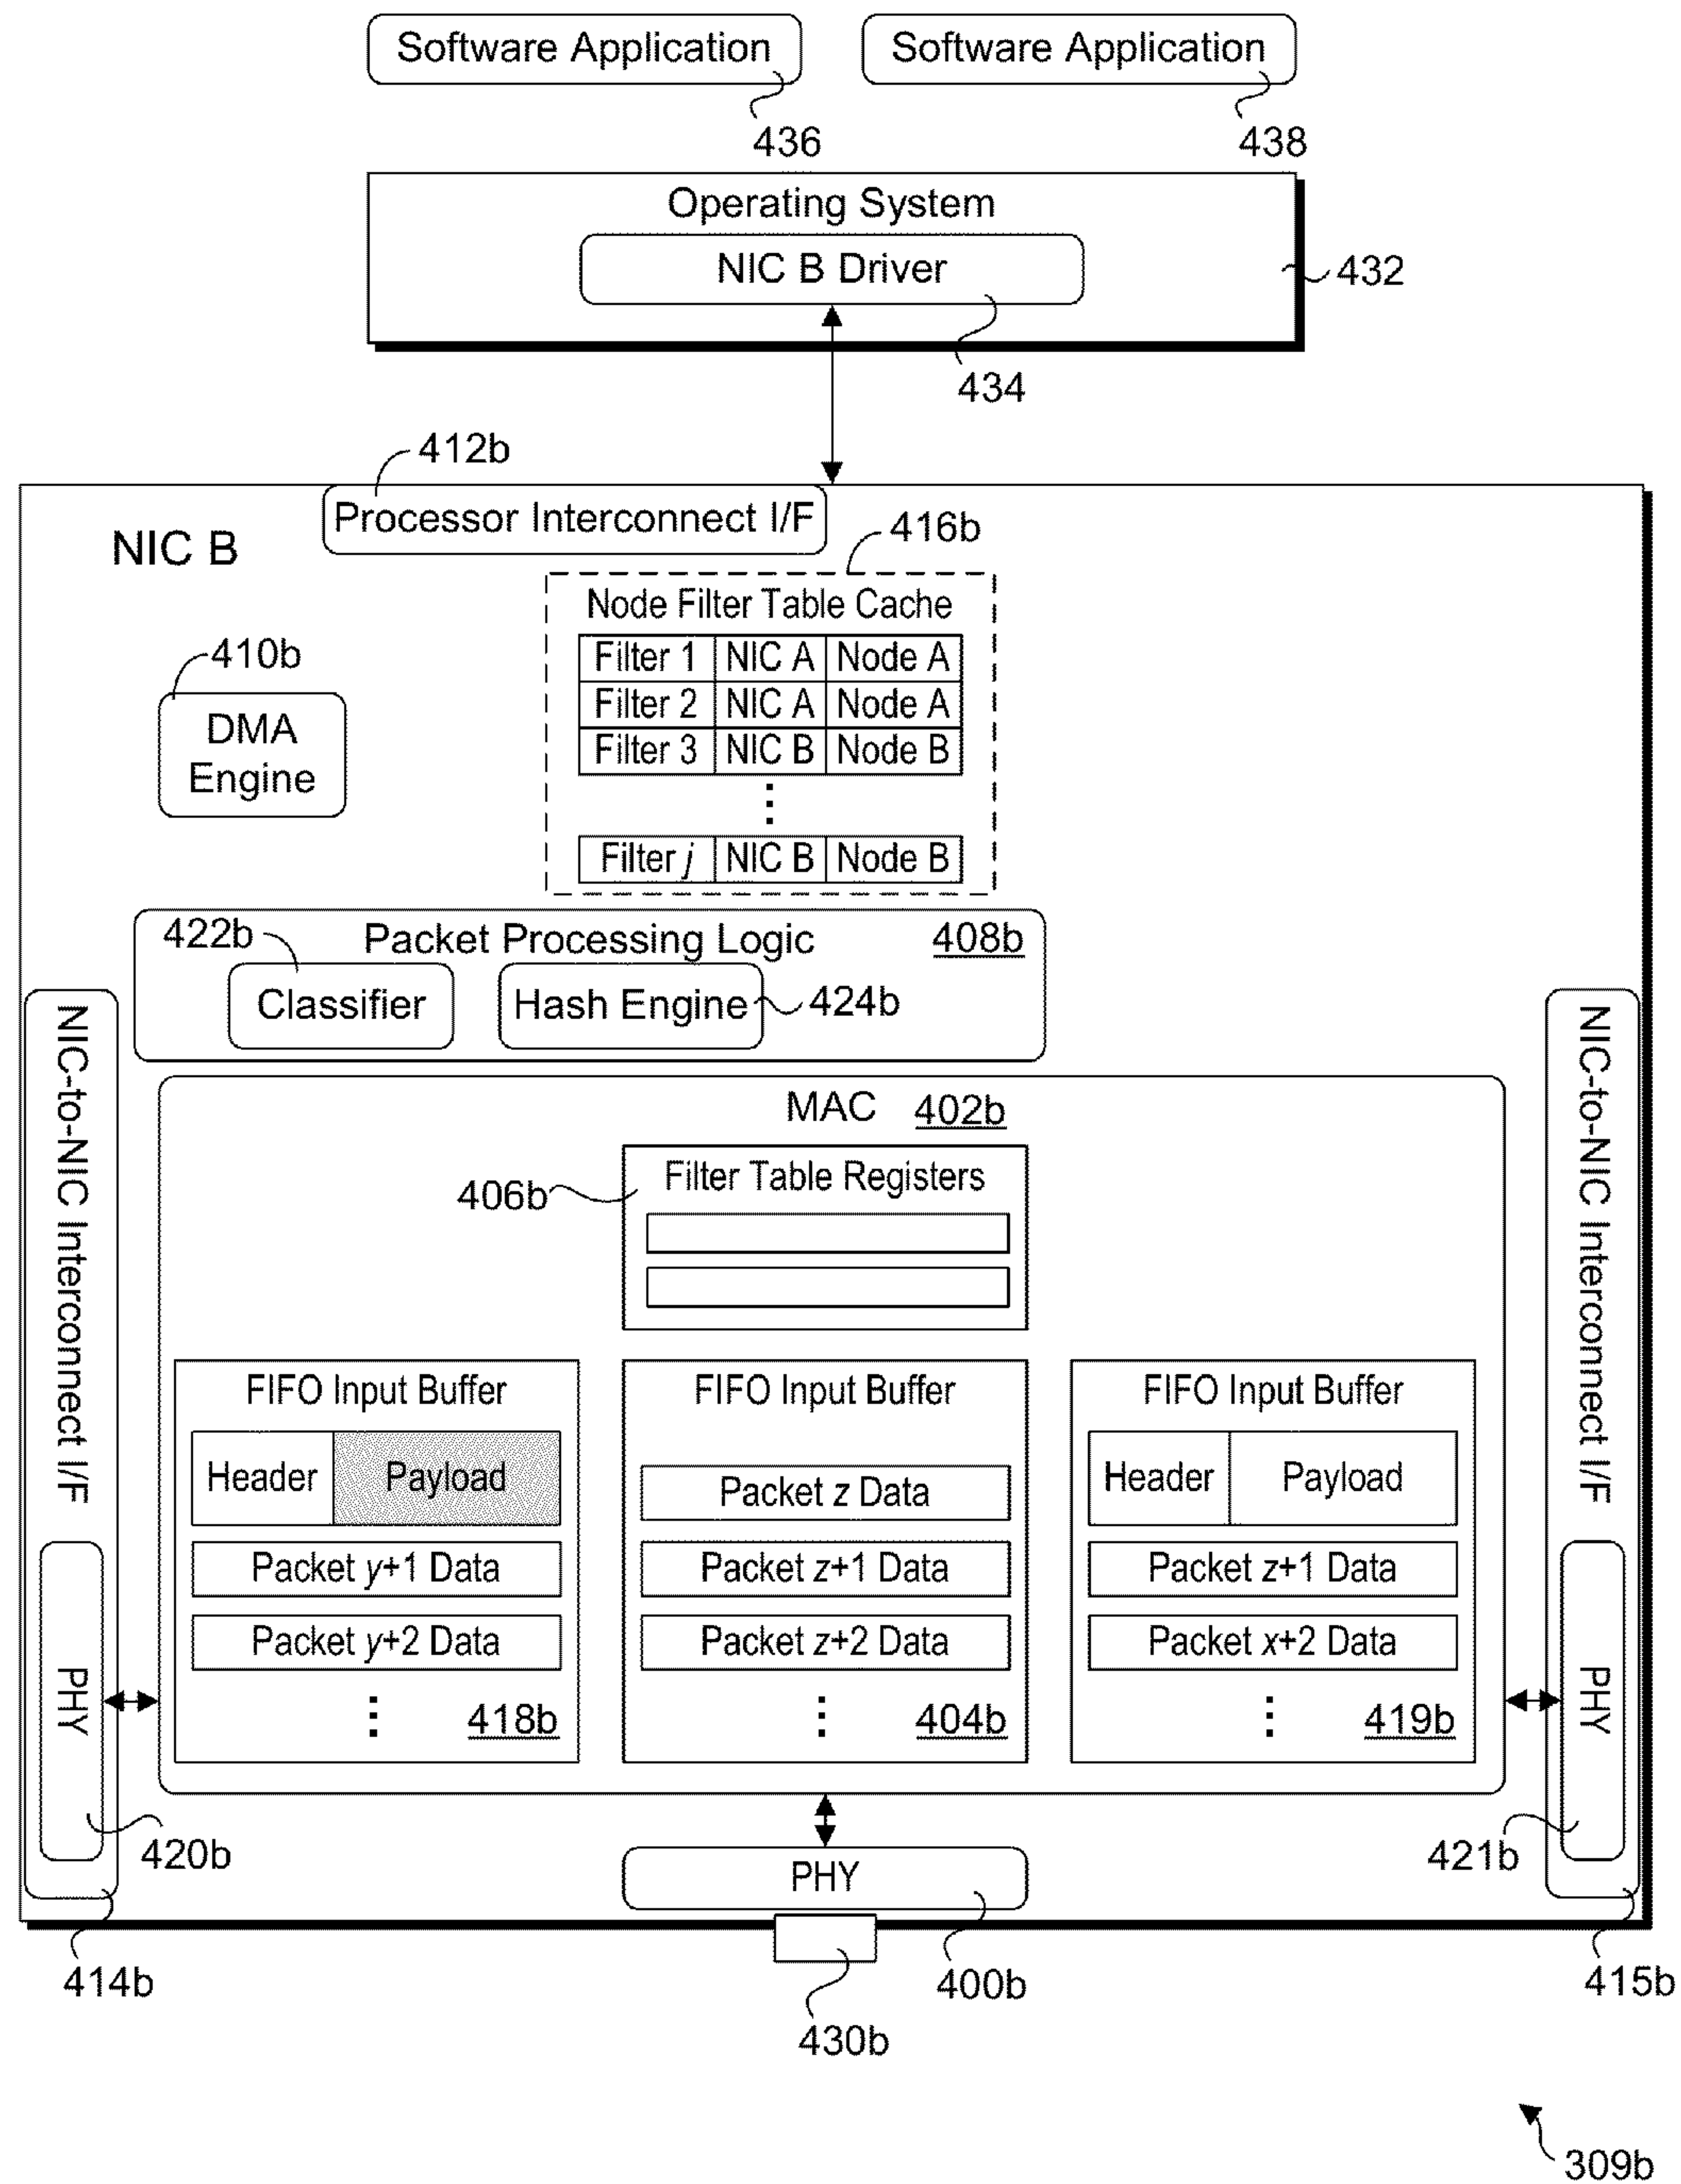 Software Application
Software Application
436
438
Operating System
NIC B Driver
432
434
412b
Processor Interconnect I/F
NIC B
416b
Node Filter Table Cache
410b
Filter 1 NIC A Node A
Filter 2 NIC A Node A
Filter 3 NIC B Node B
⋮
Filter j NIC B Node B
DMA
Engine
422b
Packet Processing Logic
408b
Classifier
Hash Engine
424b
NIC-to-NIC Interconnect I/F
NIC-to-NIC Interconnect I/F
MAC 402b
406b
Filter Table Registers
FIFO Input Buffer
Header Payload
Packet y+1 Data
Packet y+2 Data
⋮ 418b
FIFO Input Buffer
Packet z Data
Packet z+1 Data
Packet z+2 Data
⋮ 404b
FIFO Input Buffer
Header Payload
Packet z+1 Data
Packet x+2 Data
⋮ 419b
PHY
PHY
420b
PHY
421b
414b
400b
415b
430b
309b